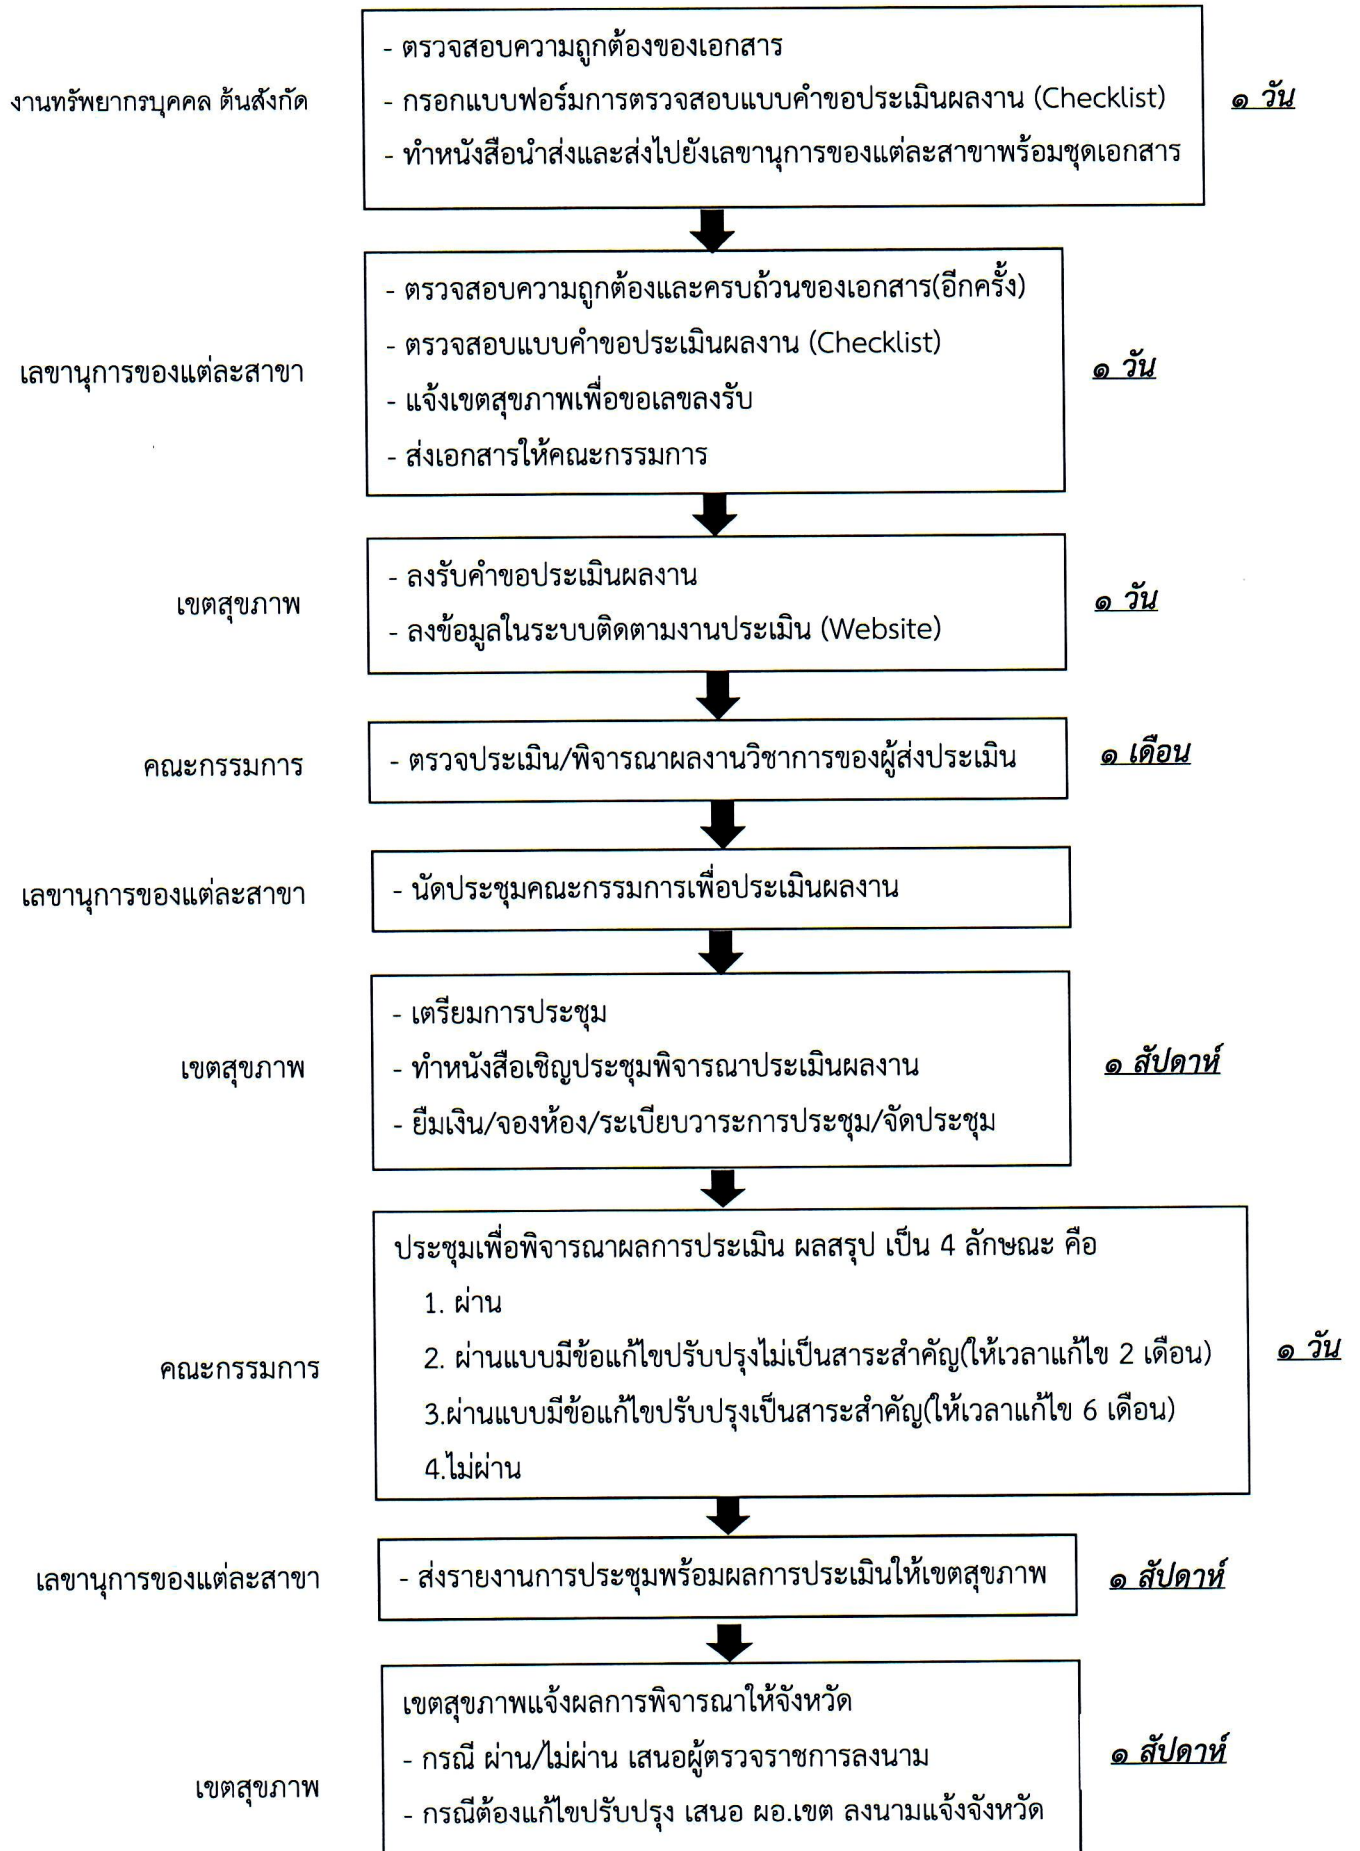 - ตรวจสอบความถูกต้องของเอกสาร
งานทรัพยากรบุคคล ต้นสังกัด
- กรอกแบบฟอร์มการตรวจสอบแบบคำขอประเมินผลงาน (Checklist)
๑ วัน
- ทำหนังสือนำส่งและส่งไปยังเลขานุการของแต่ละสาขาพร้อมชุดเอกสาร
- ตรวจสอบความถูกต้องและครบถ้วนของเอกสาร(อีกครั้ง)
- ตรวจสอบแบบคำขอประเมินผลงาน (Checklist)
เลขานุการของแต่ละสาขา
๑ วัน
- แจ้งเขตสุขภาพเพื่อขอเลขลงรับ
- ส่งเอกสารให้คณะกรรมการ
- ลงรับคำขอประเมินผลงาน
เขตสุขภาพ
๑ วัน
- ลงข้อมูลในระบบติดตามงานประเมิน (Website)
คณะกรรมการ
- ตรวจประเมิน/พิจารณาผลงานวิชาการของผู้ส่งประเมิน
๑ เดือน
เลขานุการของแต่ละสาขา
- นัดประชุมคณะกรรมการเพื่อประเมินผลงาน
- เตรียมการประชุม
เขตสุขภาพ
- ทำหนังสือเชิญประชุมพิจารณาประเมินผลงาน
๑ สัปดาห์
- ยืมเงิน/จองห้อง/ระเบียบวาระการประชุม/จัดประชุม
ประชุมเพื่อพิจารณาผลการประเมิน ผลสรุป เป็น 4 ลักษณะ คือ
1. ผ่าน
คณะกรรมการ
2. ผ่านแบบมีข้อแก้ไขปรับปรุงไม่เป็นสาระสำคัญ(ให้เวลาแก้ไข 2 เดือน)
๑ วัน
3.ผ่านแบบมีข้อแก้ไขปรับปรุงเป็นสาระสำคัญ(ให้เวลาแก้ไข 6 เดือน)
4.ไม่ผ่าน
เลขานุการของแต่ละสาขา
- ส่งรายงานการประชุมพร้อมผลการประเมินให้เขตสุขภาพ
๑ สัปดาห์
เขตสุขภาพแจ้งผลการพิจารณาให้จังหวัด
- กรณี ผ่าน/ไม่ผ่าน เสนอผู้ตรวจราชการลงนาม
๑ สัปดาห์
เขตสุขภาพ
- กรณีต้องแก้ไขปรับปรุง เสนอ ผอ.เขต ลงนามแจ้งจังหวัด